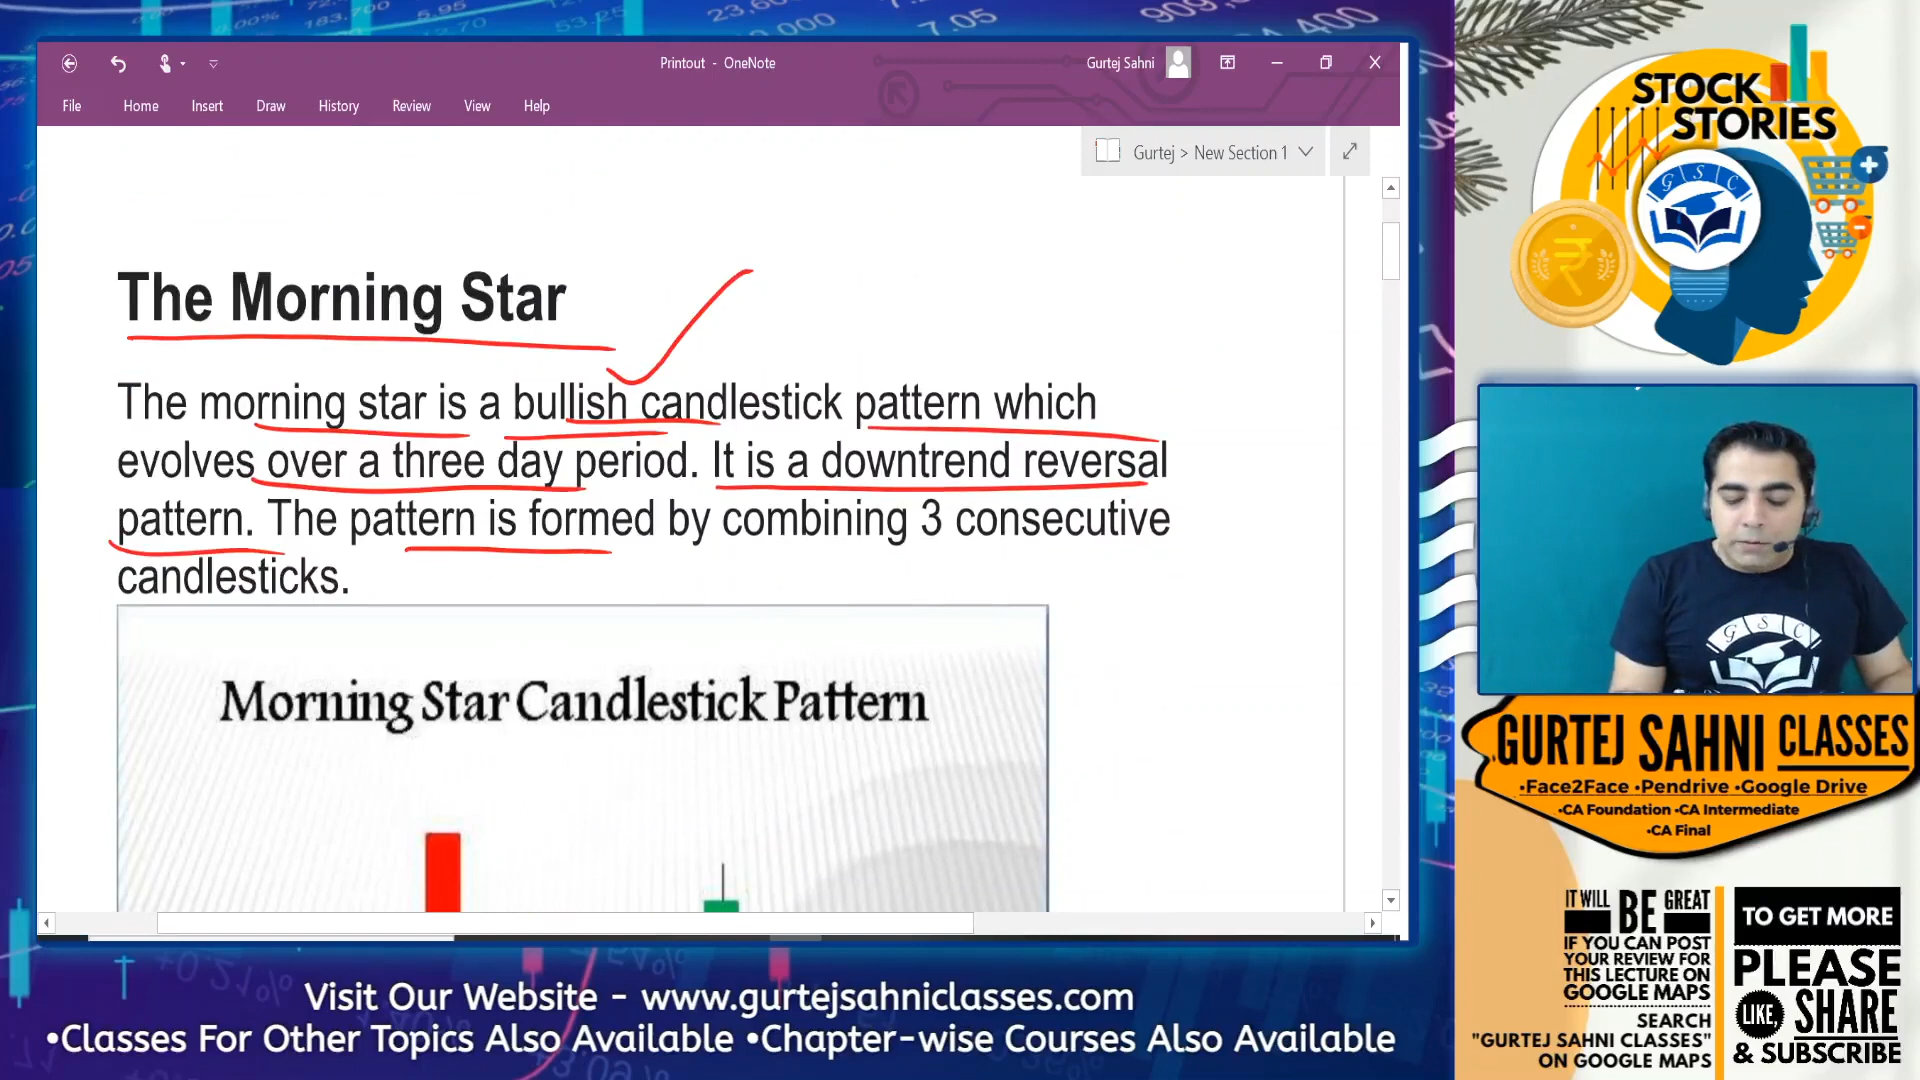 Printout - OneNote
Gurtej Sahni
File Home Insert Draw History Review View Help
Gurtej > New Section 1
The Morning Star
The morning star is a bullish candlestick pattern which
evolves over a three day period. It is a downtrend reversal
pattern. The pattern is formed by combining 3 consecutive
candlesticks.
Morning Star Candlestick Pattern
STOCK
STORIES
G S C
G S C
GURTEJ SAHNI CLASSES
•Face2Face •Pendrive •Google Drive
•CA Foundation •CA Intermediate
•CA Final
IT WILL BE GREAT
IF YOU CAN POST
YOUR REVIEW FOR
THIS LECTURE ON
GOOGLE MAPS
SEARCH
"GURTEJ SAHNI CLASSES"
ON GOOGLE MAPS
TO GET MORE
PLEASE
LIKE, SHARE
& SUBSCRIBE
Visit Our Website - www.gurtejsahniclasses.com
•Classes For Other Topics Also Available •Chapter-wise Courses Also Available